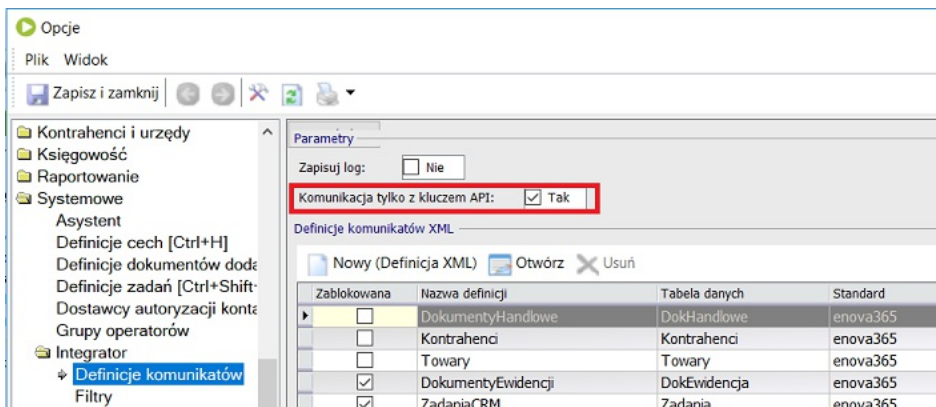 Opcje
Plik Widok
Zapisz i zamknij
Kontrahenci i urzędy
Księgowość
Raportowanie
Systemowe
Asystent
Definicje cech [Ctrl+H]
Definicje dokumentów doda
Definicje zadań [Ctrl+Shift-
Dostawcy autoryzacji konta
Grupy operatorów
Integrator
Definicje komunikatów
Filtry
Parametry
Zapisuj log: Nie
Komunikacja tylko z kluczem API: Tak
Definicje komunikatów XML
Nowy (Definicja XML) Otwórz Usuń
Zablokowana Nazwa definicji Tabela danych Standard
DokumentyHandlowe DokHandlowe enova365
Kontrahenci Kontrahenci enova365
Towary Towary enova365
DokumentyEwidencji DokEwidencja enova365
ZadaniaCRM Zadania enova365